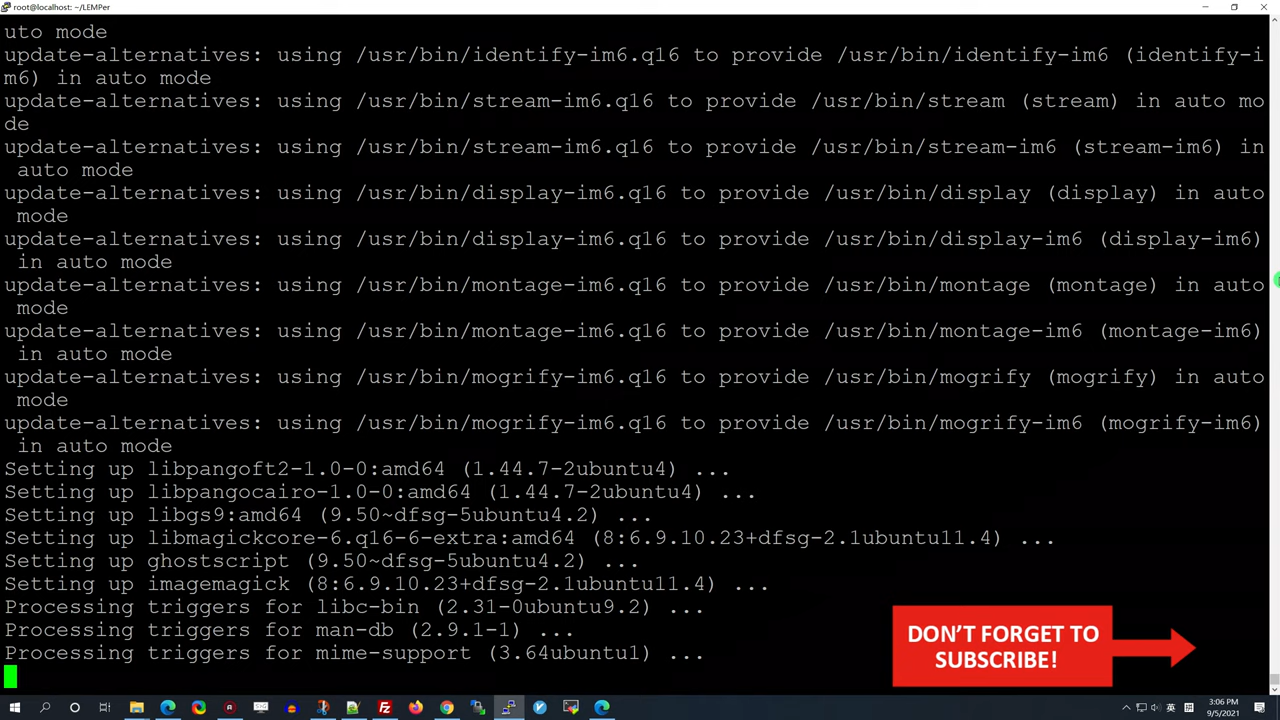 root@localhost: ~/LEMPer
uto mode
update-alternatives: using /usr/bin/identify-im6.q16 to provide /usr/bin/identify-im6 (identify-i
m6) in auto mode
update-alternatives: using /usr/bin/stream-im6.q16 to provide /usr/bin/stream (stream) in auto mo
de
update-alternatives: using /usr/bin/stream-im6.q16 to provide /usr/bin/stream-im6 (stream-im6) in
 auto mode
update-alternatives: using /usr/bin/display-im6.q16 to provide /usr/bin/display (display) in auto
 mode
update-alternatives: using /usr/bin/display-im6.q16 to provide /usr/bin/display-im6 (display-im6)
in auto mode
update-alternatives: using /usr/bin/montage-im6.q16 to provide /usr/bin/montage (montage) in auto
 mode
update-alternatives: using /usr/bin/montage-im6.q16 to provide /usr/bin/montage-im6 (montage-im6)
in auto mode
update-alternatives: using /usr/bin/mogrify-im6.q16 to provide /usr/bin/mogrify (mogrify) in auto
 mode
update-alternatives: using /usr/bin/mogrify-im6.q16 to provide /usr/bin/mogrify-im6 (mogrify-im6)
in auto mode
Setting up libpangoft2-1.0-0:amd64 (1.44.7-2ubuntu4) ...
Setting up libpangocairo-1.0-0:amd64 (1.44.7-2ubuntu4) ...
Setting up libgs9:amd64 (9.50~dfsg-5ubuntu4.2) ...
Setting up libmagickcore-6.q16-6-extra:amd64 (8:6.9.10.23+dfsg-2.1ubuntu11.4) ...
Setting up ghostscript (9.50~dfsg-5ubuntu4.2) ...
Setting up imagemagick (8:6.9.10.23+dfsg-2.1ubuntu11.4) ...
Processing triggers for libc-bin (2.31-0ubuntu9.2) ...
Processing triggers for man-db (2.9.1-1) ...
Processing triggers for mime-support (3.64ubuntu1) ...
DON'T FORGET TO
SUBSCRIBE!
英
3:06 PM
9/5/2021